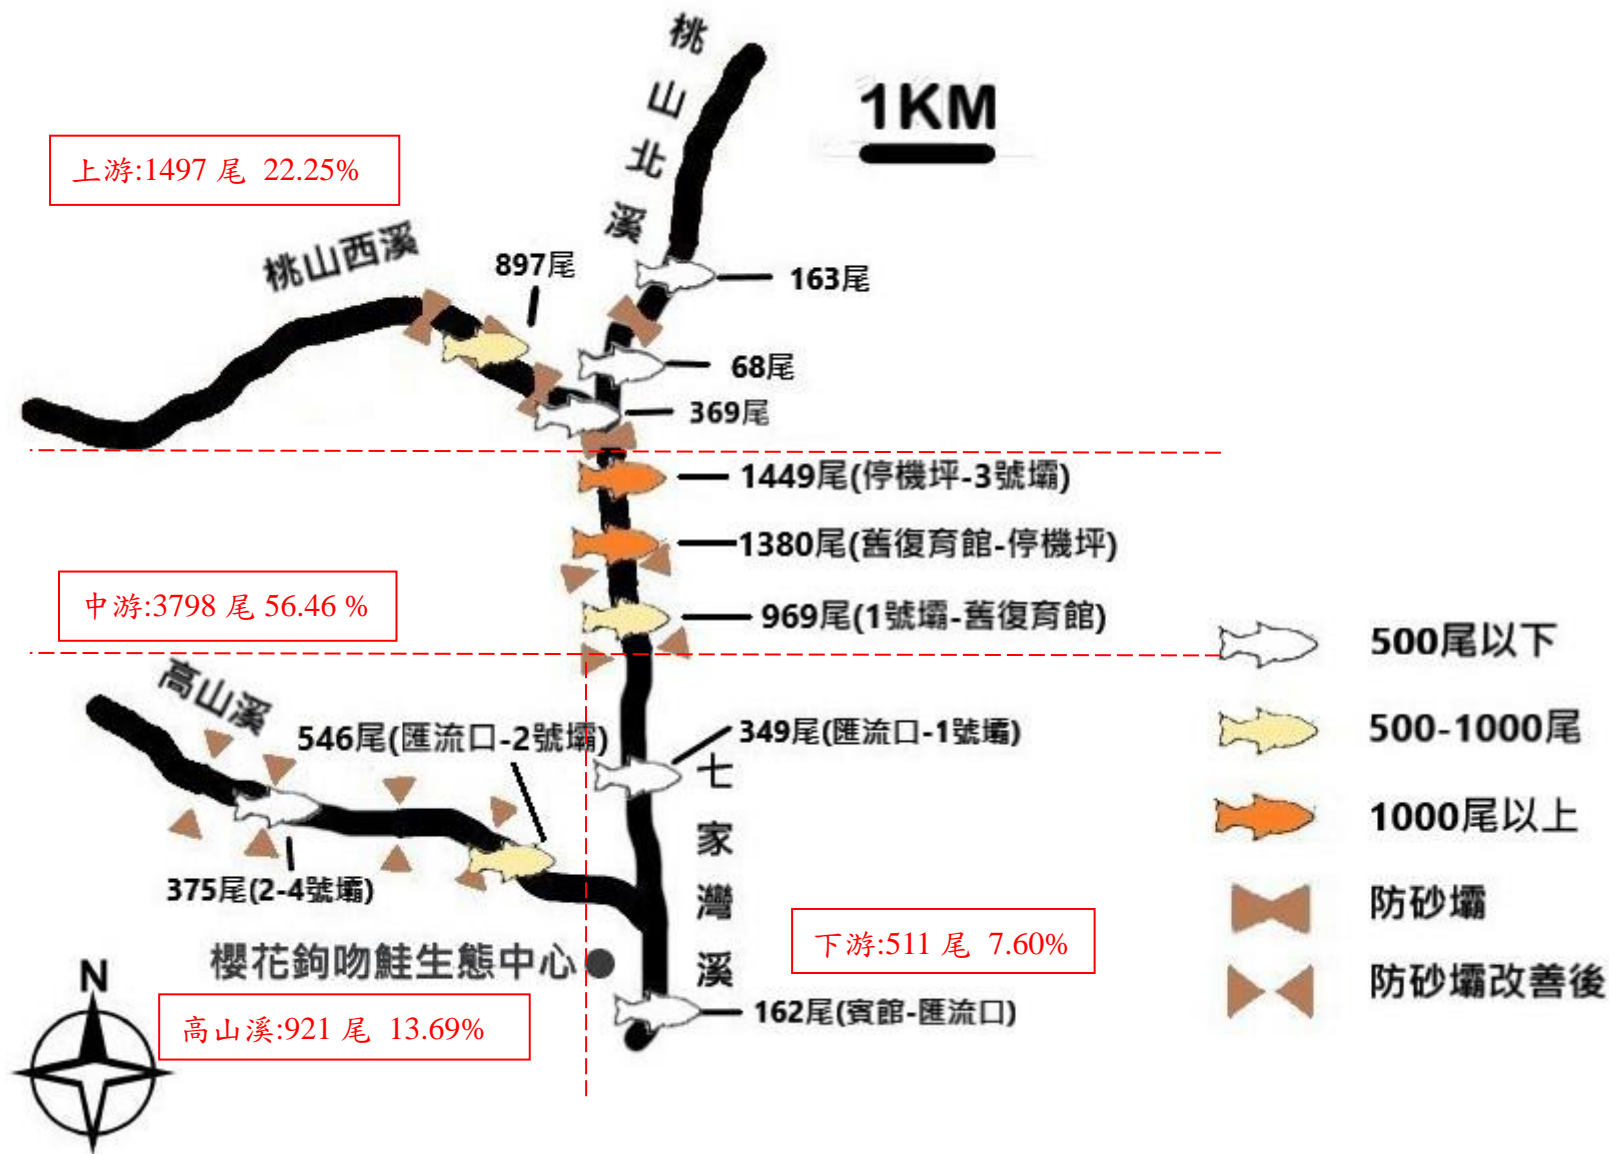 桃山北溪
1KM
上游:1497 尾 22.25%
桃山西溪
897尾
163尾
68尾
369尾
1449尾(停機坪-3號壩)
1380尾(舊復育館-停機坪)
中游:3798 尾 56.46 %
969尾(1號壩-舊復育館)
500尾以下
高山溪
546尾(匯流口-2號壩)
349尾(匯流口-1號壩)
500-1000尾
七家灣溪
1000尾以上
375尾(2-4號壩)
防砂壩
下游:511 尾 7.60%
櫻花鉤吻鮭生態中心
N
防砂壩改善後
162尾(賓館-匯流口)
高山溪:921 尾 13.69%